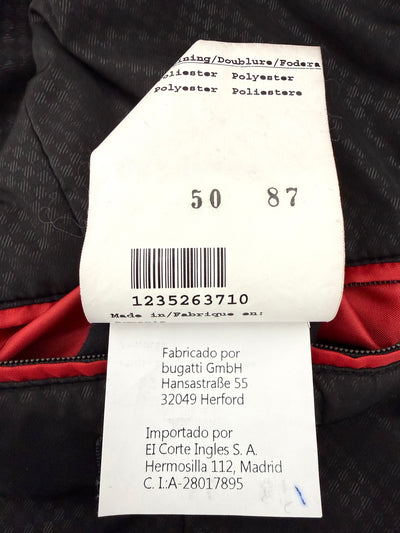 ining/Doublure/Fodera
oliester Polyester
Polyester Poliestere
50 87
1235263710
Made in/Fabrique en:
Fabricado por
bugatti GmbH
Hansastraße 55
32049 Herford
Importado por
El Corte Ingles S. A.
Hermosilla 112, Madrid
C. I.:A-28017895